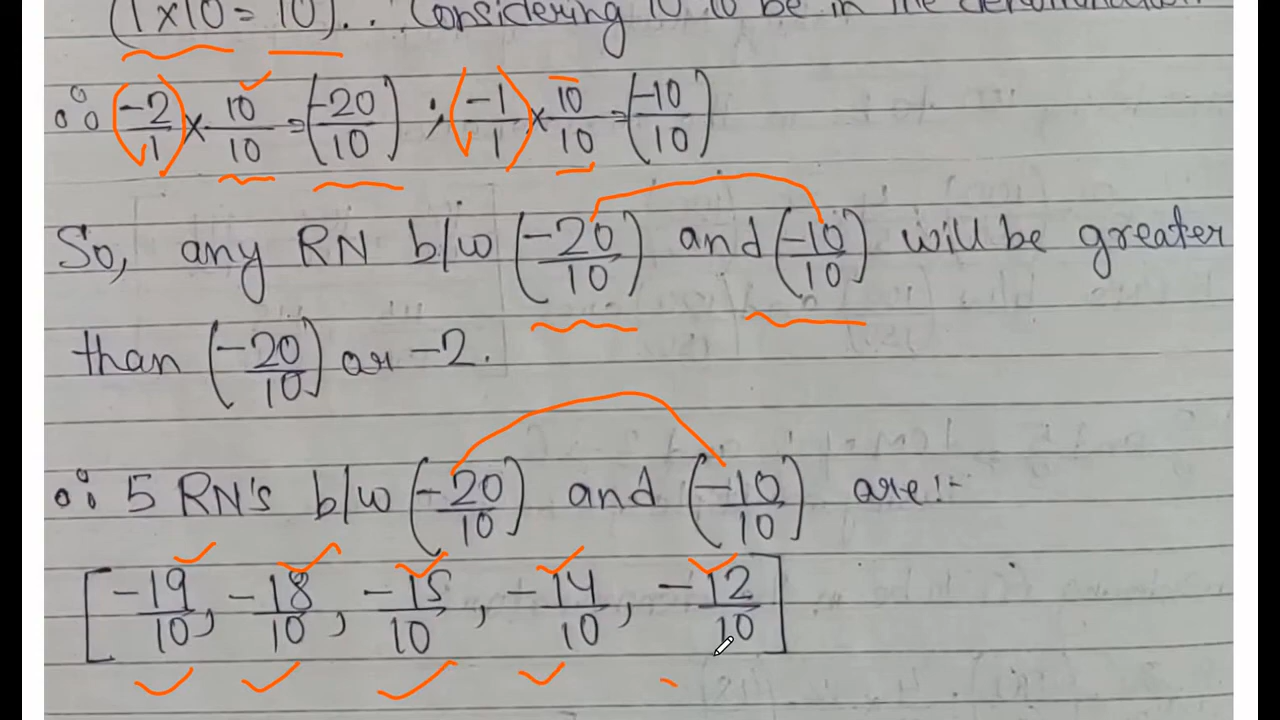 (1×10 = 10). ∴ Considering 10 to be in the denominator
∴ (-2/1) × 10/10 = (-20/10) ; (-1/1) × 10/10 = (-10/10)
So, any RN b/w (-20/10) and (-10/10) will be greater
than (-20/10) or -2.
∴ 5 RN's b/w (-20/10) and (-10/10) are:-
[-19/10, -18/10, -15/10, -14/10, -12/10]